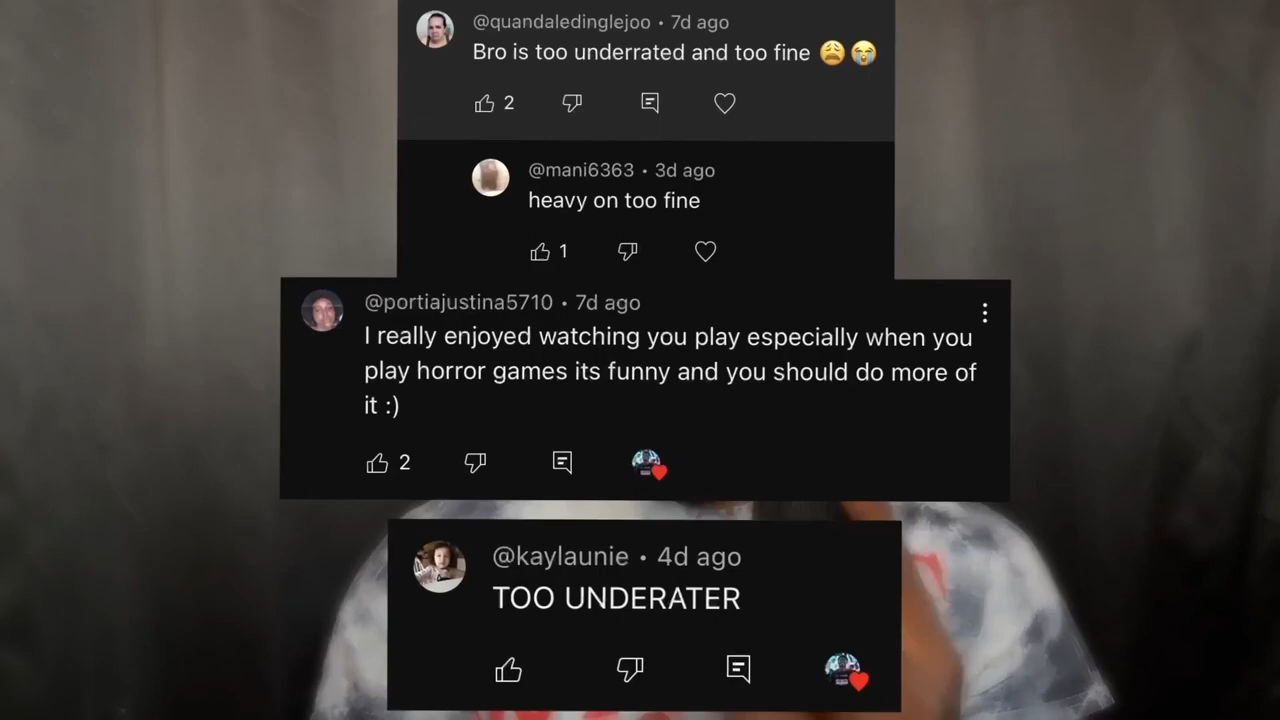 @quandaledinglejoo • 7d ago
Bro is too underrated and too fine 😩😭
2
@mani6363 • 3d ago
heavy on too fine
1
@portiajustina5710 • 7d ago
I really enjoyed watching you play especially when you
play horror games its funny and you should do more of
it :)
2
@kaylaunie • 4d ago
TOO UNDERATER